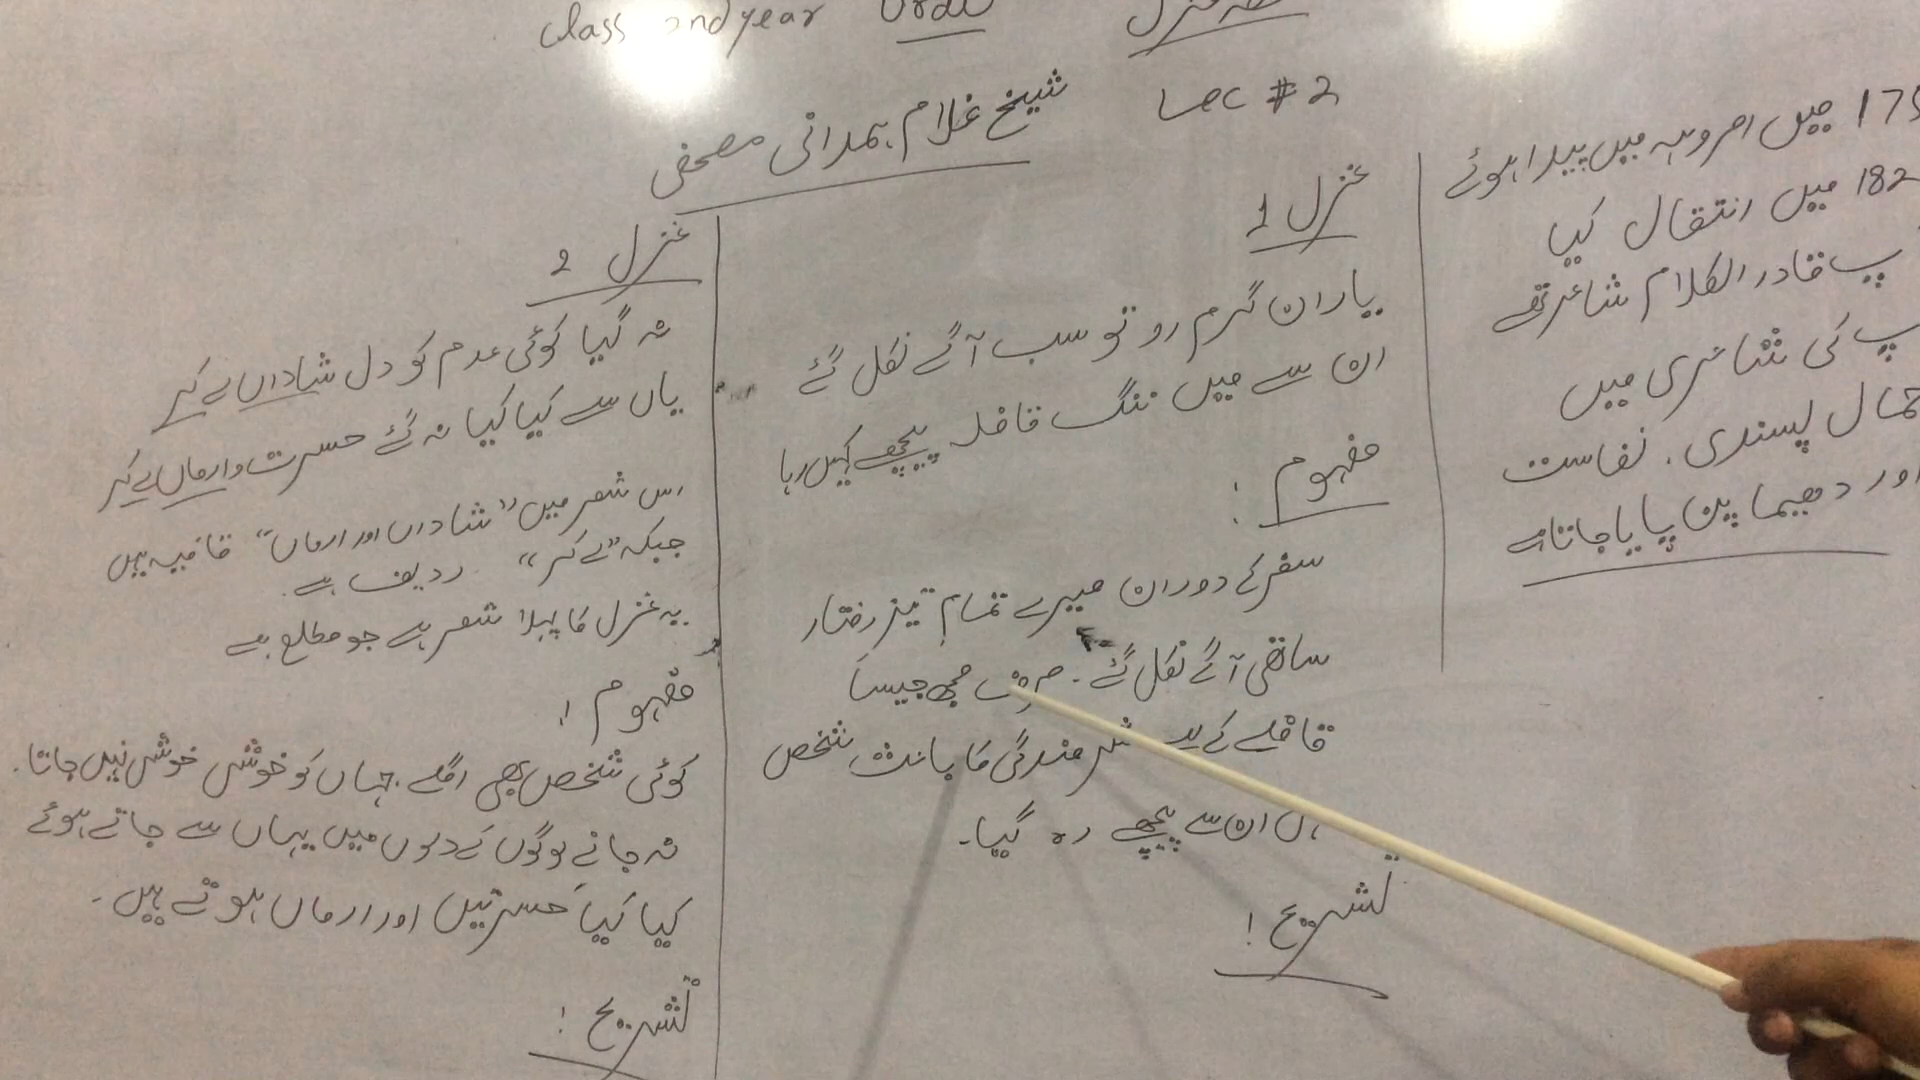 Class 2nd year Urdu
حصہ غزل
Lec # 2
شیخ غلام ہمدانی مصحفی
میں امروہہ میں پیدا ہوئے
میں انتقال کیا
قادر الکلام شاعر تھے
کی شاعری میں
جمال پسندی. نفاست
اور دھیما پن پایا جاتا ہے
غزل 1
یاران گرم رو تو سب آگے نکل گئے
ان سے میں ننگ قافلہ پیچھے کہیں رہا
مفہوم :
سفر کے دوران میرے تمام تیز رفتار
ساتھی آگے نکل گئے. صرف مجھ جیسا
قافلے کے لیے شرمندگی کا باعث شخص
ہی ان سے پیچھے رہ گیا۔
تشریح !
غزل 2
نہ گیا کوئی عدم کو دل شاداں لے کر
یاں سے کیا کیا نہ گئے حسرت و ارماں لے کر
اس شعر میں "شاداں اور ارماں" قافیہ ہیں
جبکہ "لے کر" ردیف ہے.
یہ غزل کا پہلا شعر ہے جو مطلع ہے
مفہوم !
کوئی شخص بھی اگلے جہاں کو خوشی خوشی نہیں جاتا.
نہ جانے لوگوں کے دلوں میں یہاں سے جاتے ہوئے
کیا کیا حسرتیں اور ارماں ہوتے ہیں -
تشریح !